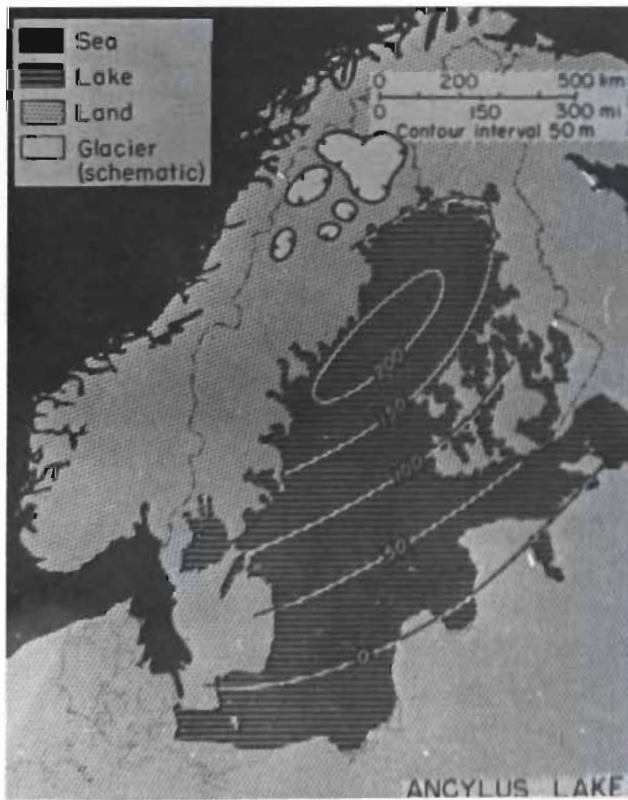 Sea
Lake
Land
Glacier
(schematic)
0 200 500 km
0 150 300 mi
Contour interval 50 m
200
150
100
50
0
ANCYLUS LAKE